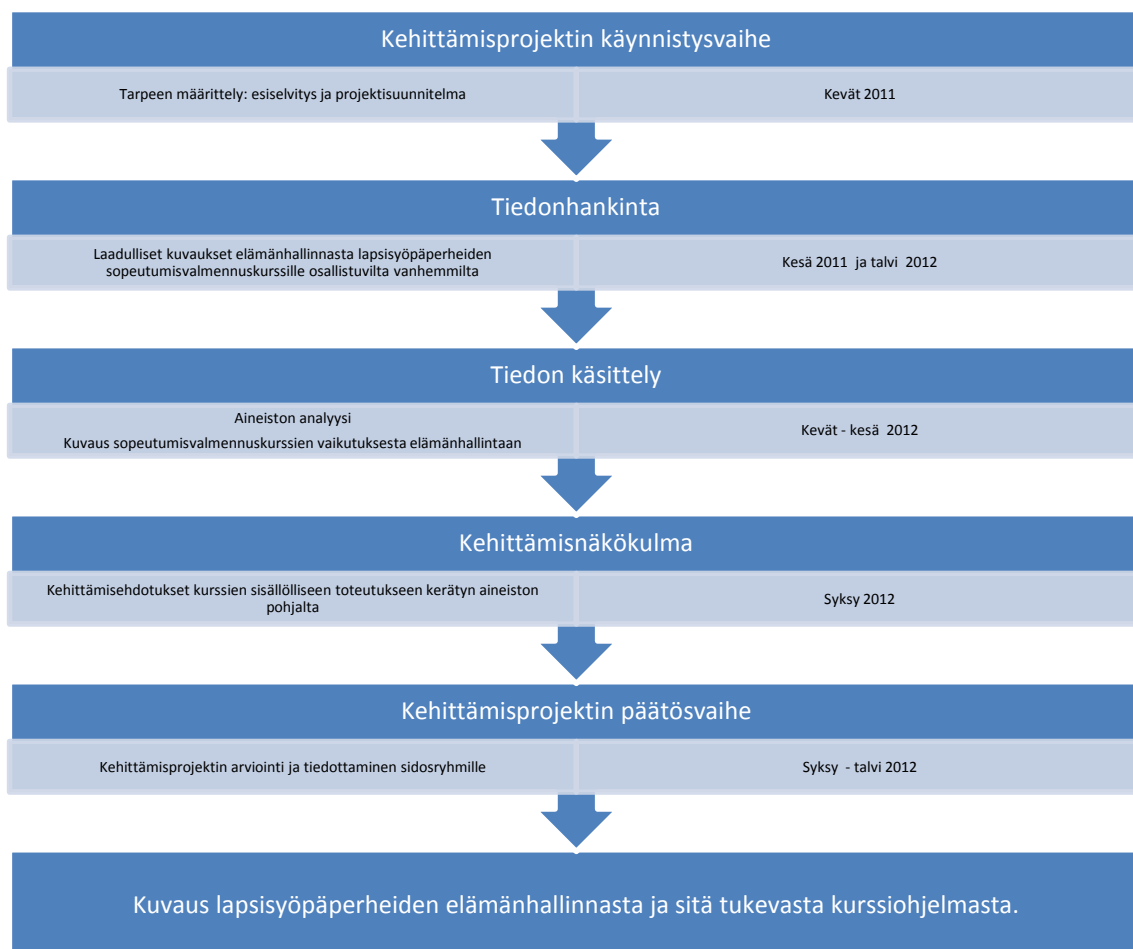 Kehittämisprojektin käynnistysvaihe
Tarpeen määrittely: esiselvitys ja projektisuunnitelma
Kevät 2011
Tiedonhankinta
Laadulliset kuvaukset elämänhallinnasta lapsisyöpäperheiden
sopeutumisvalmennuskurssille osallistuvilta vanhemmilta
Kesä 2011 ja talvi 2012
Tiedon käsittely
Aineiston analyysi
Kuvaus sopeutumisvalmennuskurssien vaikutuksesta elämänhallintaan
Kevät - kesä 2012
Kehittämisnäkökulma
Kehittämisehdotukset kurssien sisällölliseen toteutukseen kerätyn aineiston
pohjalta
Syksy 2012
Kehittämisprojektin päätösvaihe
Kehittämisprojektin arviointi ja tiedottaminen sidosryhmille
Syksy - talvi 2012
Kuvaus lapsisyöpäperheiden elämänhallinnasta ja sitä tukevasta kurssiohjelmasta.